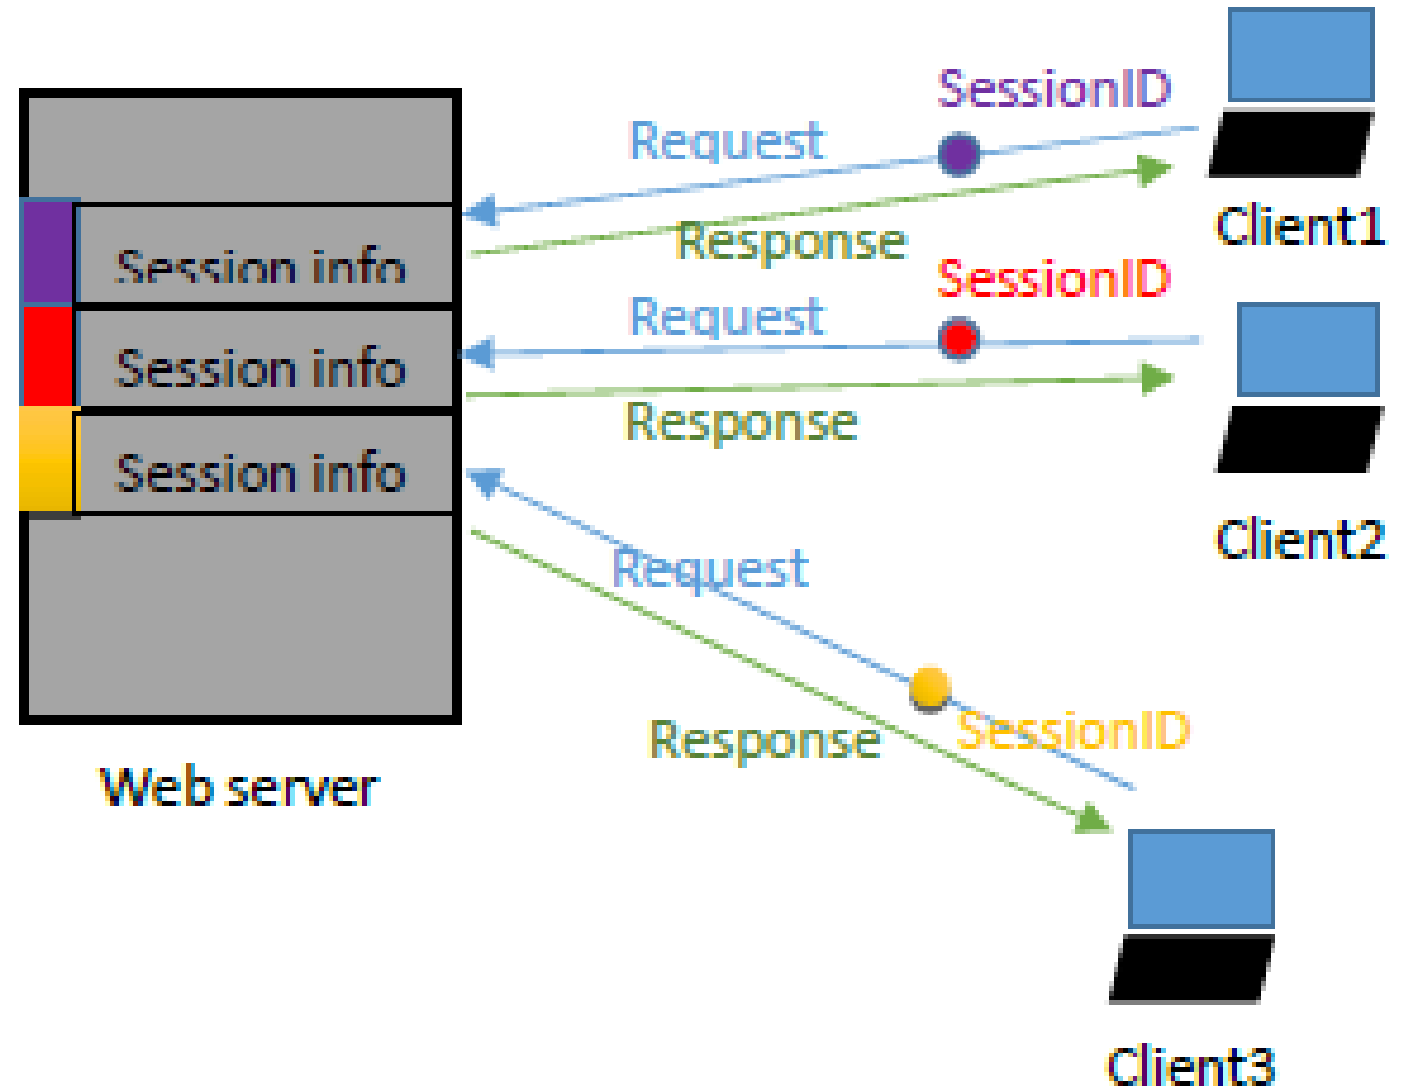 SessionID
Request
Client1
Response
Session info
SessionID
Request
Session info
Response
Session info
Client2
Request
SessionID
Response
Web server
Client3